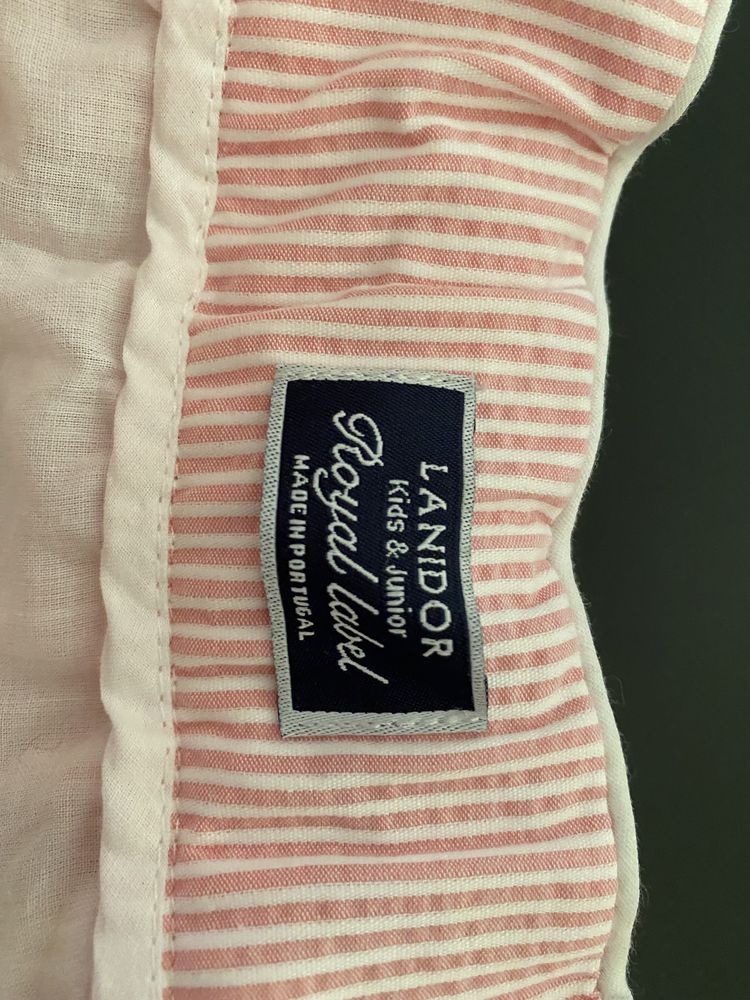 LANIDOR
Kids & Junior
Royal label
MADE IN PORTUGAL